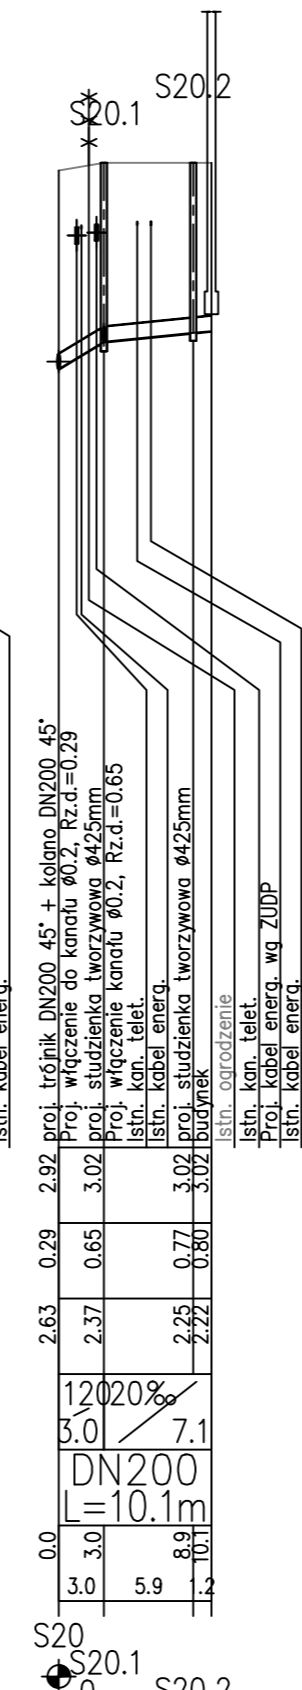 S20.2
S20.1
Istn. kabel energ.
proj. trójnik DN200 45° + kolano DN200 45°
Proj. włączenie do kanału ø0.2, Rz.d.=0.29
proj. studzienka tworzywowa ø425mm
Proj. włączenie kanału ø0.2, Rz.d.=0.65
Istn. kan. telet.
Istn. kabel energ.
proj. studzienka tworzywowa ø425mm
budynek
Istn. ogrodzenie
Istn. kan. telet.
Proj. kabel energ. wg ZUDP
Istn. kabel energ.
2.92 3.02 3.02 3.02
0.29 0.65 0.77 0.80
2.63 2.37 2.25 2.22
120 20‰
3.0 7.1
DN200
L=10.1m
0.0 3.0 8.9 10.1
3.0 5.9 1.2
S20
S20.1
S20.2